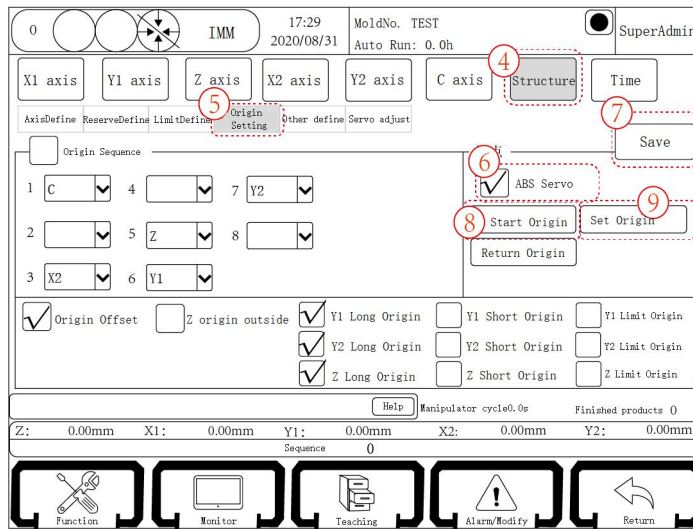 0 IMM 17:29 2020/08/31 MoldNo. TEST SuperAdmin
Auto Run: 0.0h
X1 axis Y1 axis Z axis X2 axis Y2 axis C axis 4 Structure Time
AxisDefine ReserveDefine LimitDefine 5 Origin Setting Other define Servo adjust 7 Save
Origin Sequence 点
1 C 4 7 Y2
2 5 Z 8
3 X2 6 Y1
6 ABS Servo
8 Start Origin 9 Set Origin
Return Origin
Origin Offset Z origin outside Y1 Long Origin Y1 Short Origin Y1 Limit Origin
Y2 Long Origin Y2 Short Origin Y2 Limit Origin
Z Long Origin Z Short Origin Z Limit Origin
Help Manipulator cycle0.0s Finished products 0
Z: 0.00mm X1: 0.00mm Y1: 0.00mm X2: 0.00mm Y2: 0.00mm
Sequence 0
Function Monitor Teaching Alarm/Modify Return